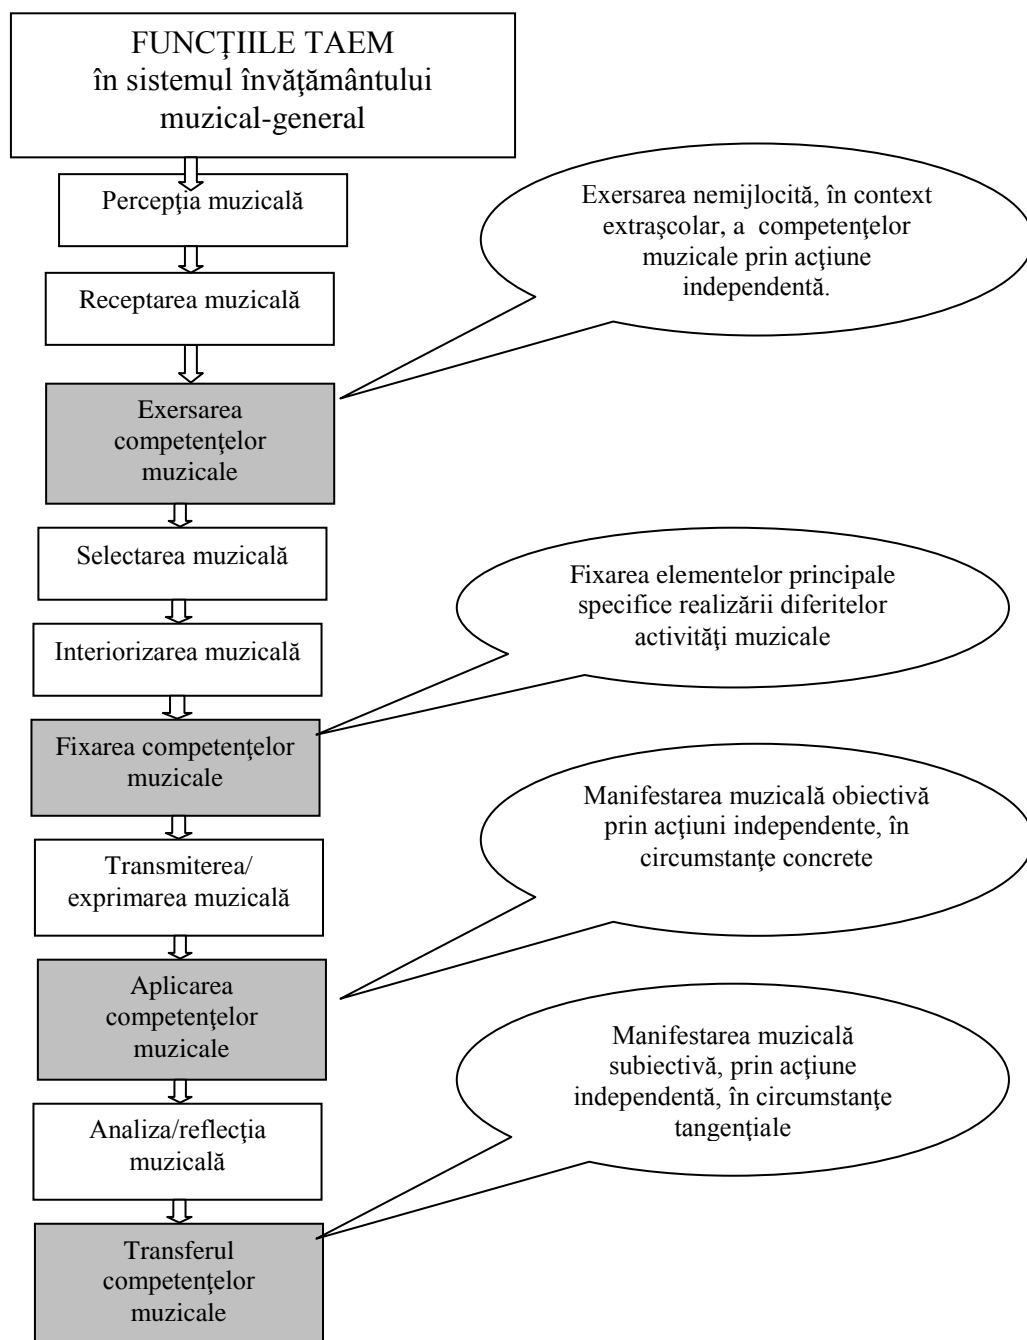 FUNCŢIILE TAEM
în sistemul învăţământului
muzical-general
Percepţia muzicală
Receptarea muzicală
Exersarea nemijlocită, în context
extraşcolar, a competenţelor
muzicale prin acţiune
independentă.
Exersarea
competenţelor
muzicale
Selectarea muzicală
Interiorizarea muzicală
Fixarea elementelor principale
specifice realizării diferitelor
activităţi muzicale
Fixarea competenţelor
muzicale
Transmiterea/
exprimarea muzicală
Manifestarea muzicală obiectivă
prin acţiuni independente, în
circumstanţe concrete
Aplicarea
competenţelor
muzicale
Analiza/reflecţia
muzicală
Manifestarea muzicală
subiectivă, prin acţiune
independentă, în circumstanţe
tangenţiale
Transferul
competenţelor
muzicale